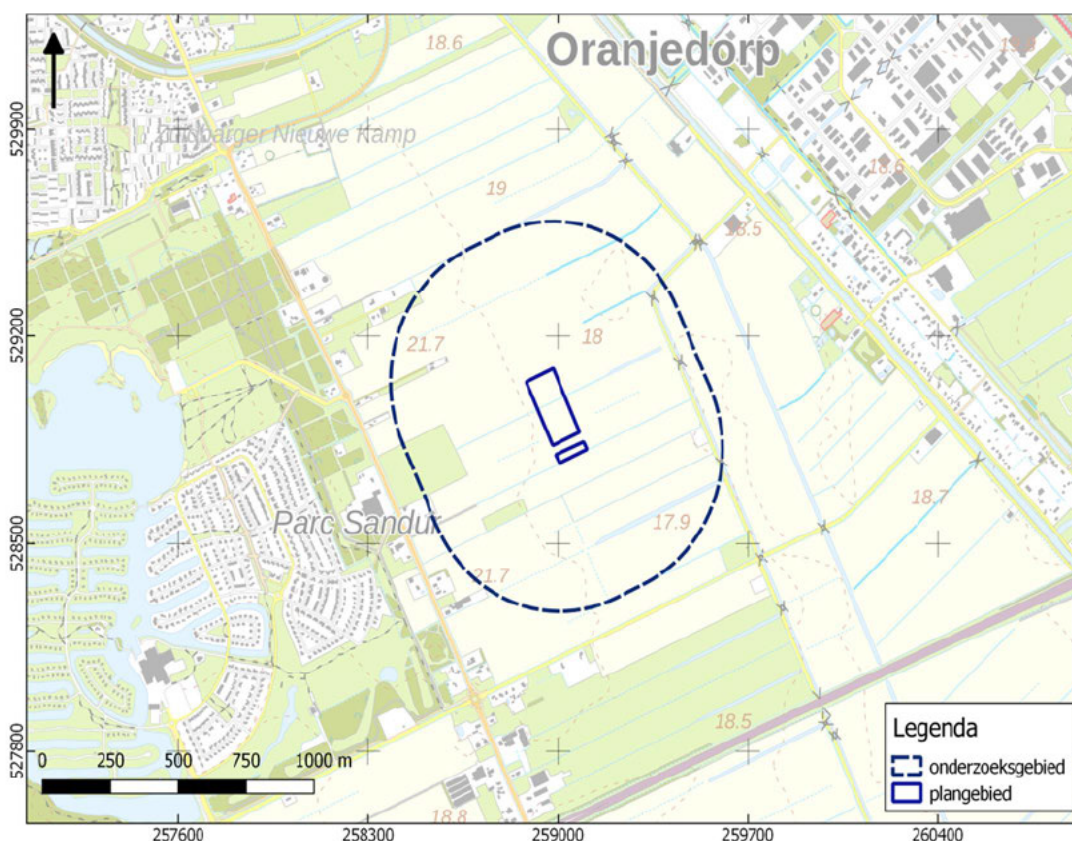 Oranjedorp
18.6
529900
Zuidbarger Nieuwe Kamp
18.6
19
18.5
529200
18
21.7
Parc Sandur
18.7
17.9
528500
21.7
18.5
527800
0 250 500 750 1000 m
18.8
Legenda
onderzoeksgebied
plangebied
257600 258300 259000 259700 260400